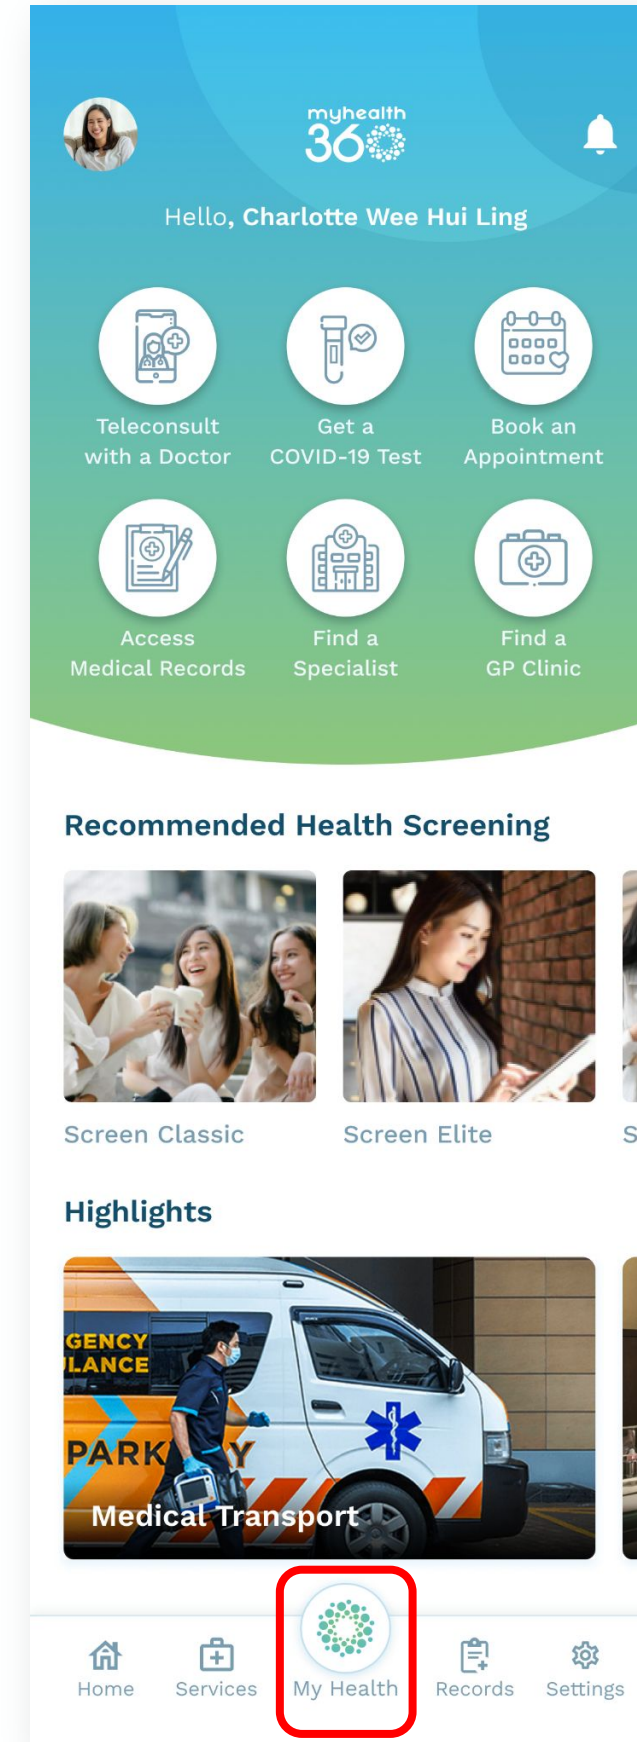 myhealth
360
Hello, Charlotte Wee Hui Ling
Teleconsult
with a Doctor
Get a
COVID-19 Test
Book an
Appointment
Access
Medical Records
Find a
Specialist
Find a
GP Clinic
Recommended Health Screening
Screen Classic
Screen Elite
S
Highlights
GENCY
LANCE
PARK Y
Medical Transport
Home
Services
My Health
Records
Settings